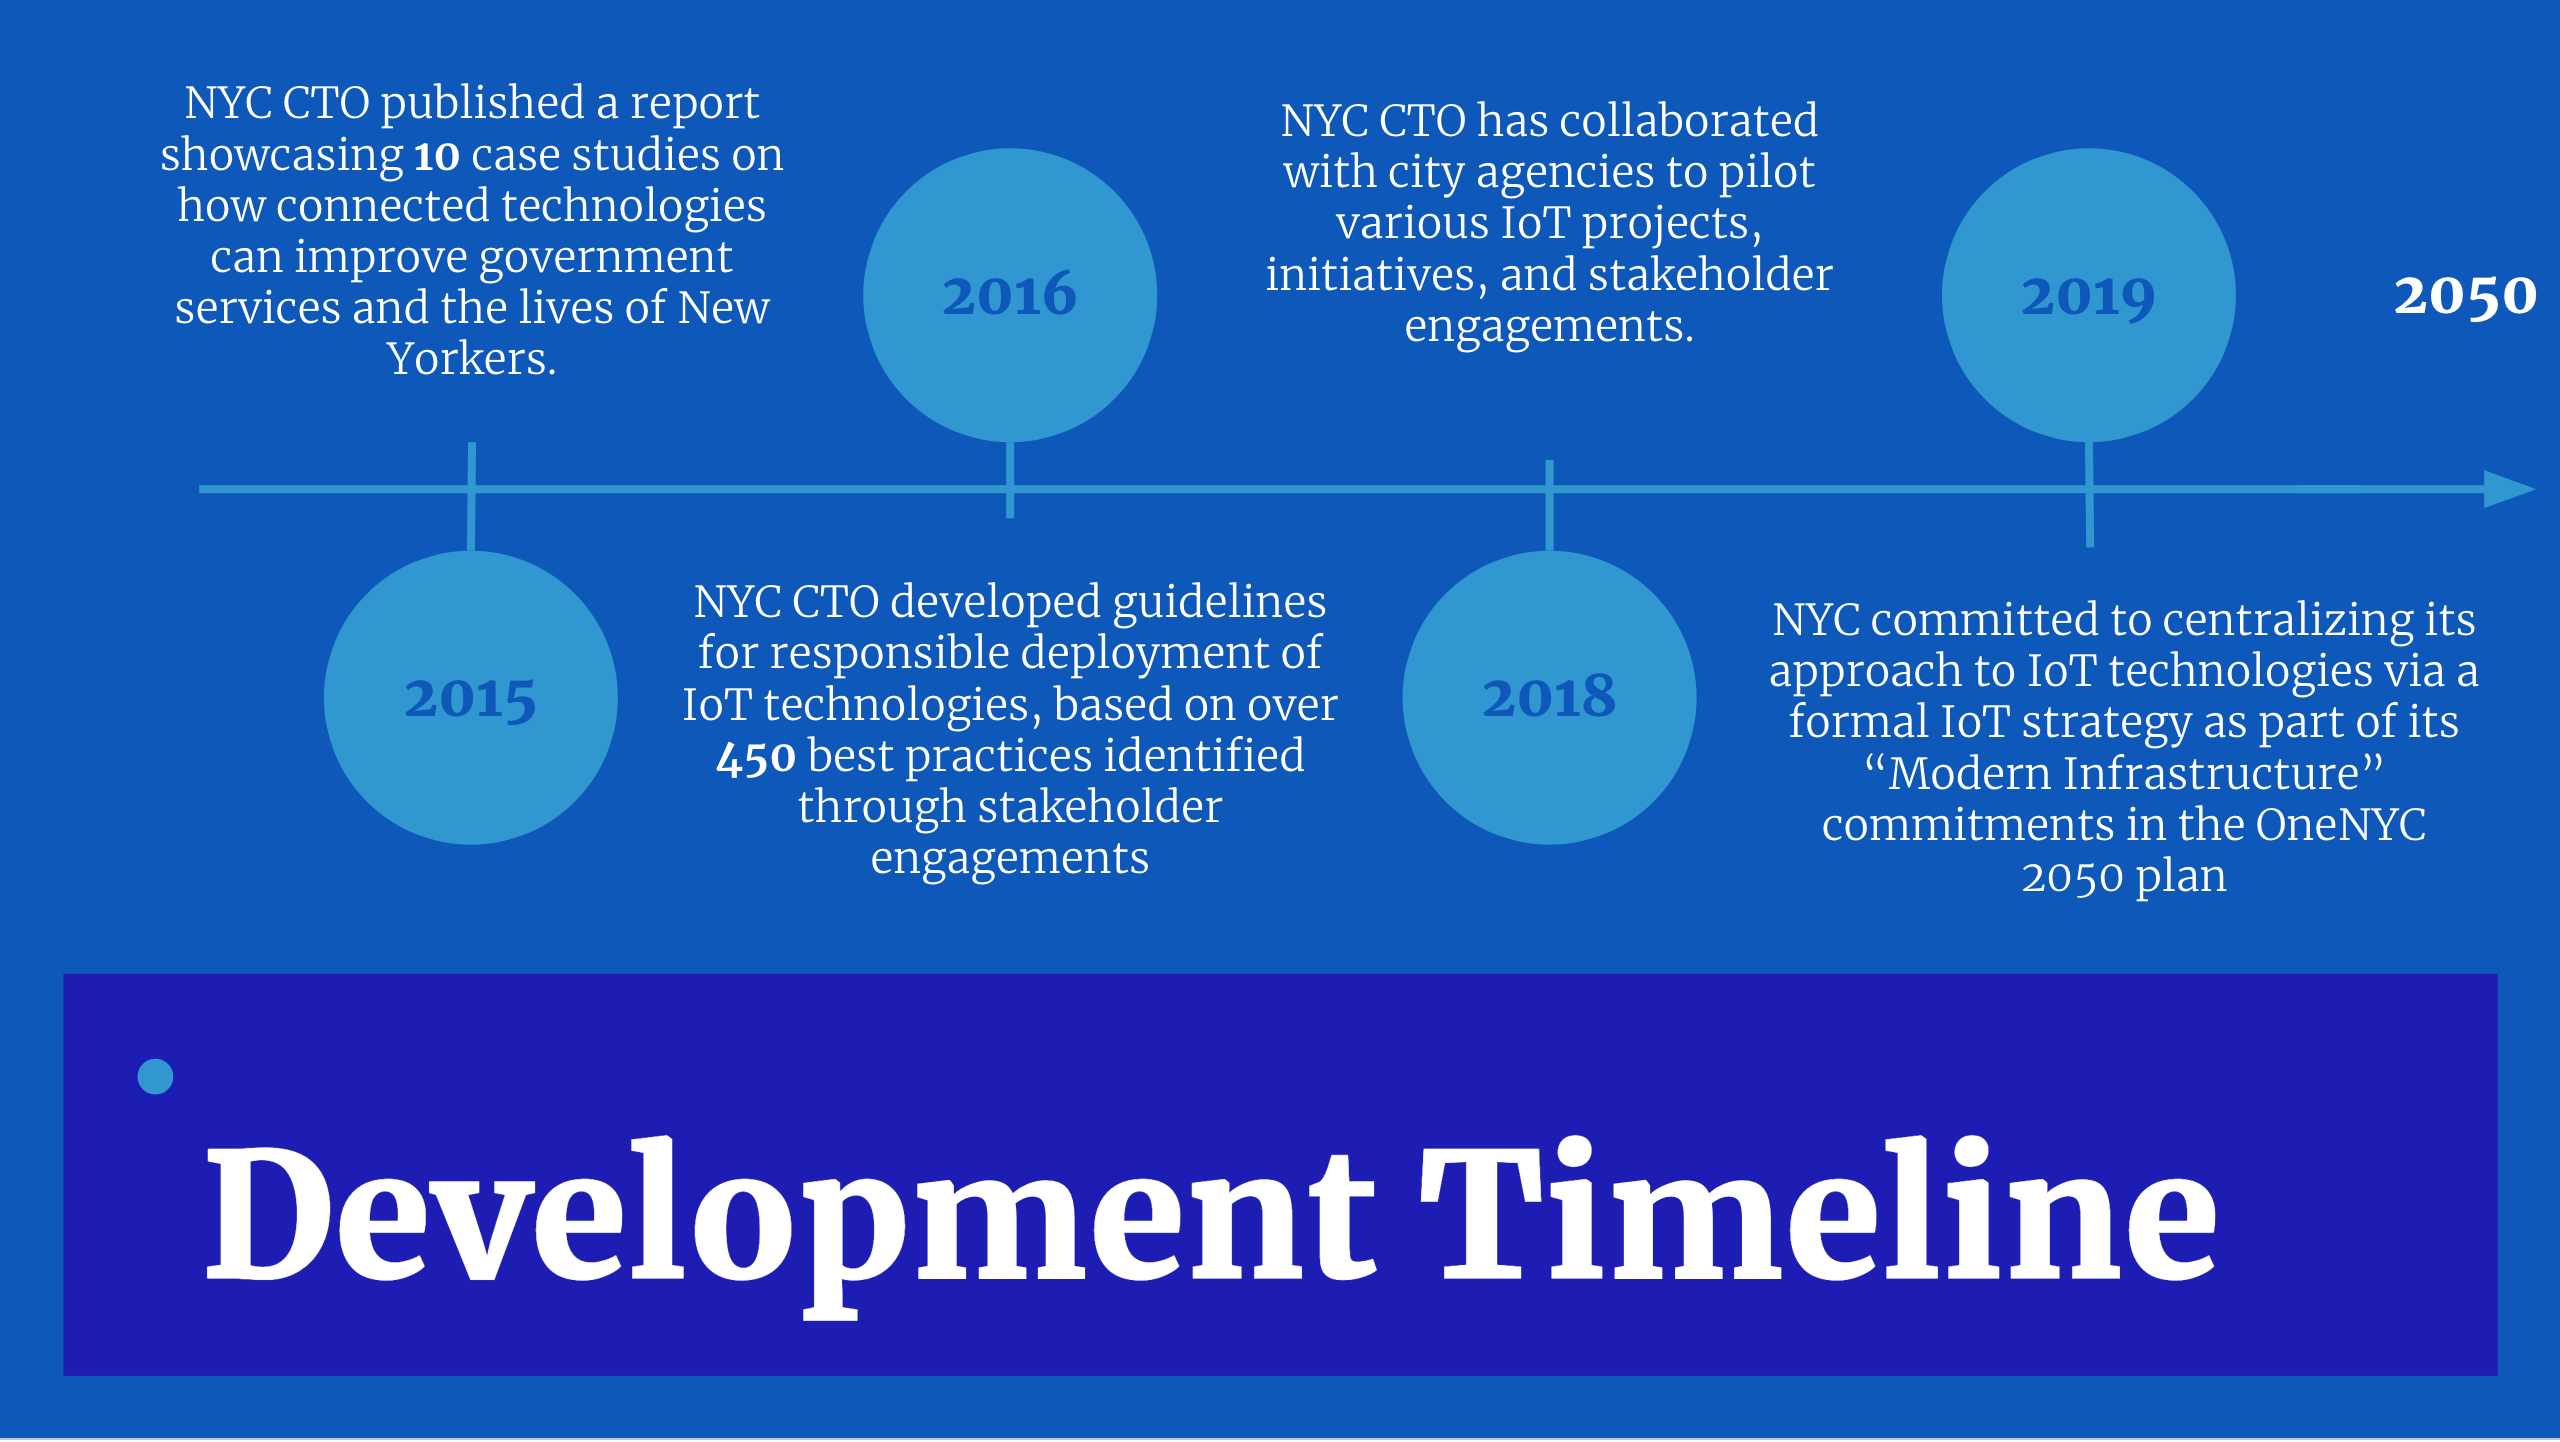 NYC CTO published a report
showcasing 10 case studies on
how connected technologies
can improve government
services and the lives of New
Yorkers.
2015
2016
NYC CTO developed guidelines
for responsible deployment of
IoT technologies, based on over
450 best practices identified
through stakeholder
engagements
NYC CTO has collaborated
with city agencies to pilot
various IoT projects,
initiatives, and stakeholder
engagements.
2018
2019
NYC committed to centralizing its
approach to IoT technologies via a
formal IoT strategy as part of its
“Modern Infrastructure”
commitments in the OneNYC
2050 plan
2050
Development Timeline